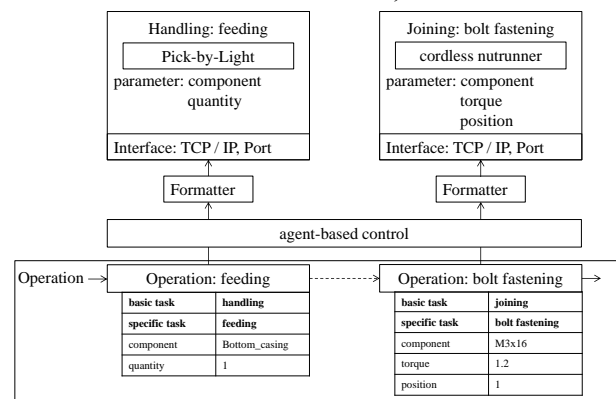 Handling: feeding
Pick-by-Light
parameter: component
quantity
Interface: TCP / IP, Port
Joining: bolt fastening
cordless nutrunner
parameter: component
torque
position
Interface: TCP / IP, Port
Formatter
Formatter
agent-based control
Operation
Operation: feeding
Operation: bolt fastening
basic task handling
specific task feeding
component Bottom_casing
quantity 1
basic task joining
specific task bolt fastening
component M3x16
torque 1.2
position 1